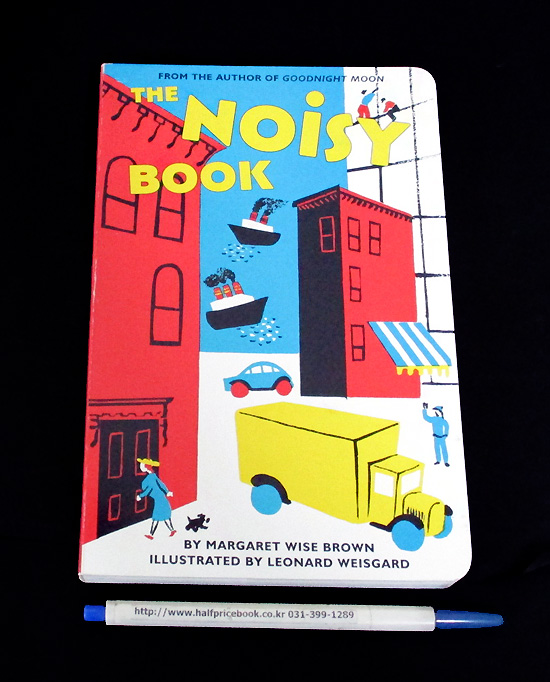 FROM THE AUTHOR OF GOODNIGHT MOON
THE
NOiSY
BOOK
BY MARGARET WISE BROWN
ILLUSTRATED BY LEONARD WEISGARD
http://www.halfpricebook.co.kr 031-399-1289